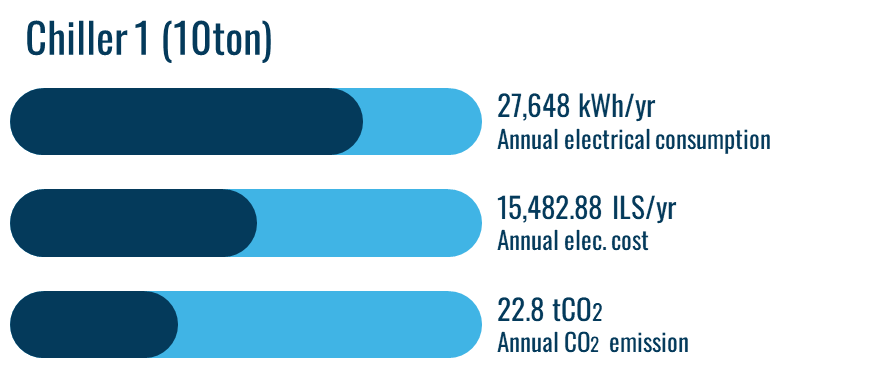 Chiller 1 (10ton)
27,648 kWh/yr
Annual electrical consumption
15,482.88 ILS/yr
Annual elec. cost
22.8 tCO2
Annual CO2 emission